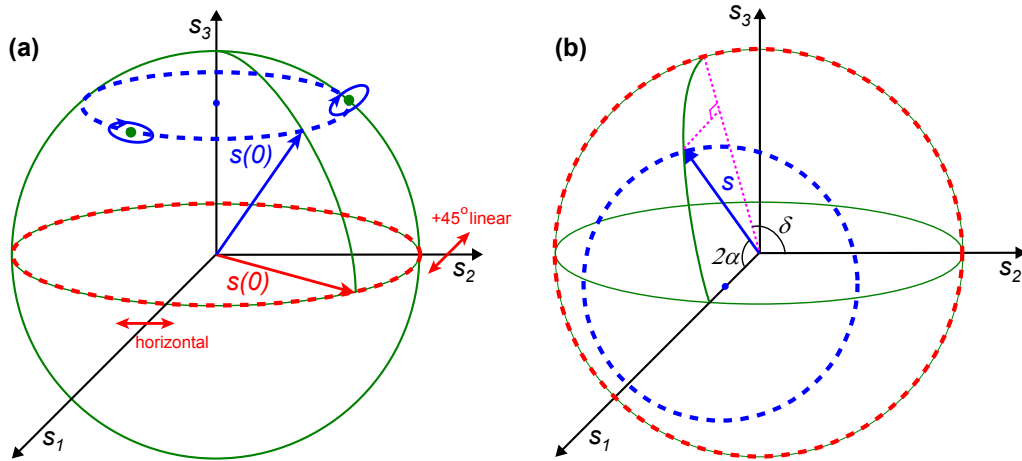 (a)
s3
s(0)
+45° linear
s2
s(0)
horizontal
s1
(b)
s3
s
δ
2α
s2
s1